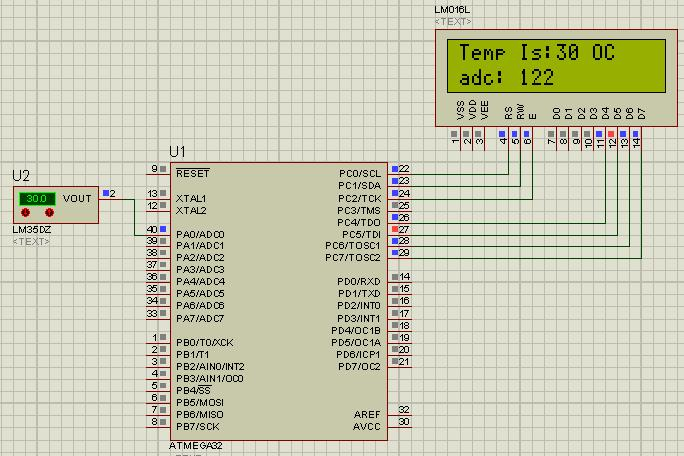 LM016L
<TEXT>
Temp Is:30 OC
adc: 122
VSS VDD VEE RS RW E D0 D1 D2 D3 D4 D5 D6 D7
1 2 3 4 5 6 7 8 9 10 11 12 13 14
U1
U2
30.0
VOUT 2
LM35DZ
<TEXT>
9 RESET PC0/SCL 22
PC1/SDA 23
13 XTAL1 PC2/TCK 24
12 XTAL2 PC3/TMS 25
PC4/TDO 26
40 PA0/ADC0 PC5/TDI 27
39 PA1/ADC1 PC6/TOSC1 28
38 PA2/ADC2 PC7/TOSC2 29
37 PA3/ADC3
36 PA4/ADC4 PD0/RXD 14
35 PA5/ADC5 PD1/TXD 15
34 PA6/ADC6 PD2/INT0 16
33 PA7/ADC7 PD3/INT1 17
PD4/OC1B 18
1 PB0/T0/XCK PD5/OC1A 19
2 PB1/T1 PD6/ICP1 20
3 PB2/AIN0/INT2 PD7/OC2 21
4 PB3/AIN1/OC0
5 PB4/SS
6 PB5/MOSI
7 PB6/MISO AREF 32
8 PB7/SCK AVCC 30
ATMEGA32